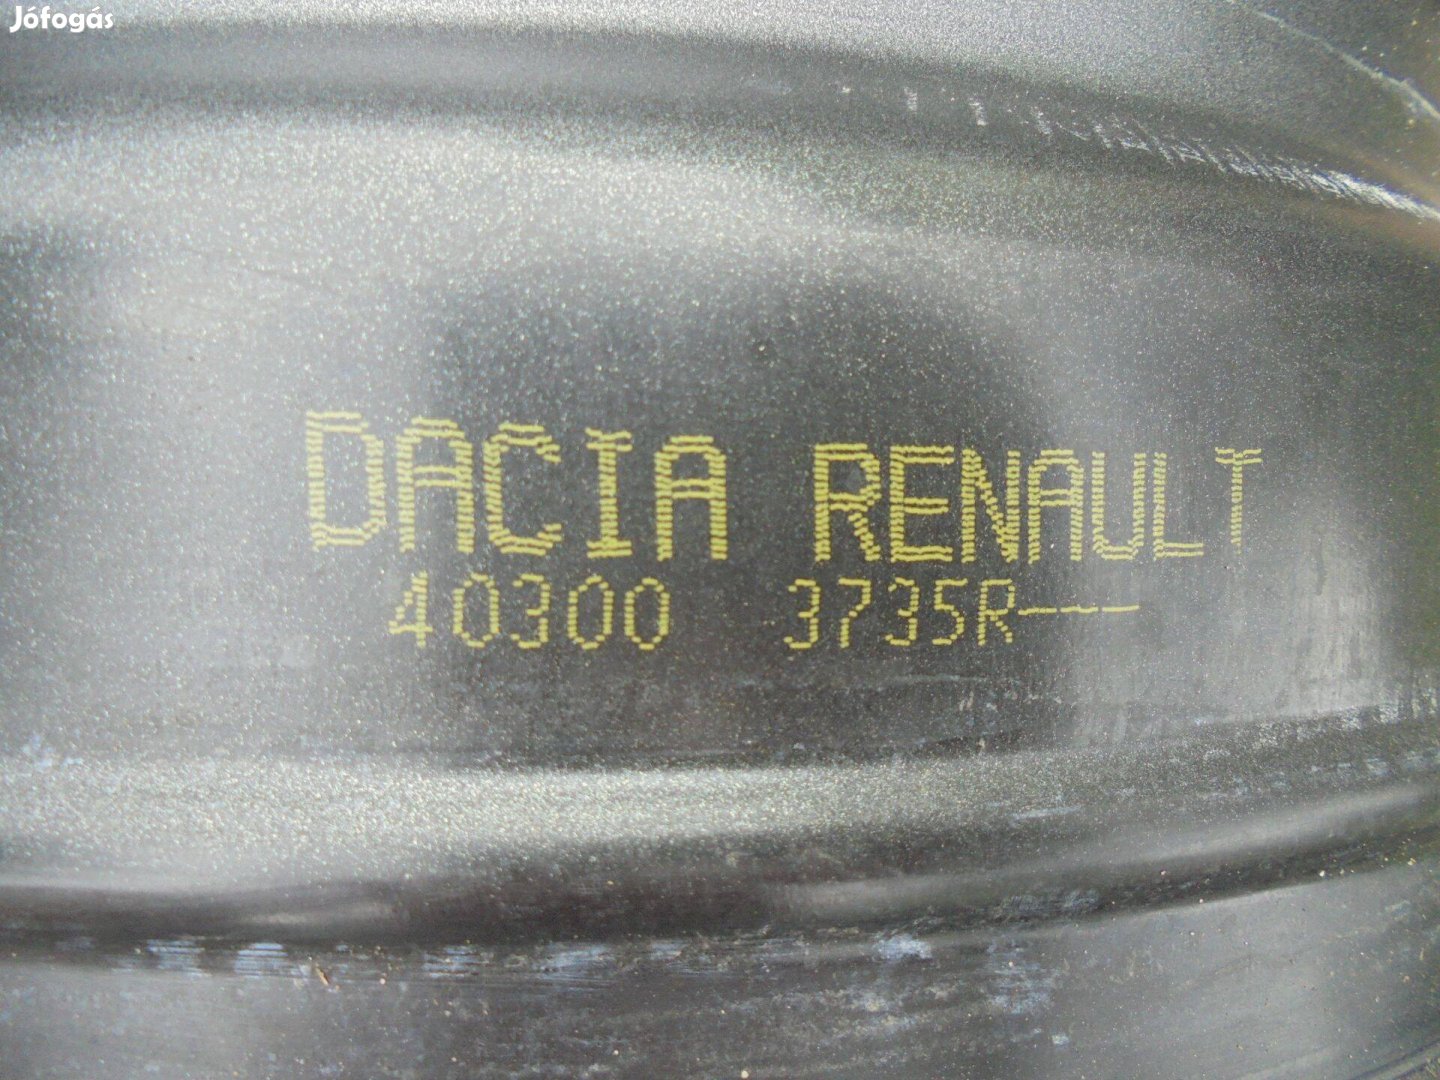 Jófogás
DACIA RENAULT
40300 3735R---